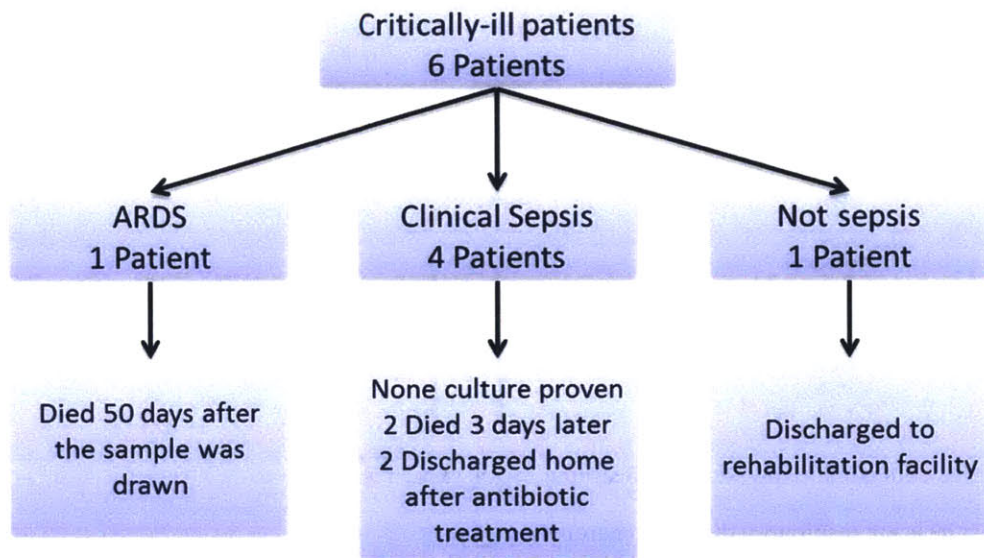 Critically-ill patients
6 Patients
ARDS
1 Patient
Clinical Sepsis
4 Patients
Not sepsis
1 Patient
Died 50 days after
the sample was
drawn
None culture proven
2 Died 3 days later
2 Discharged home
after antibiotic
treatment
Discharged to
rehabilitation facility